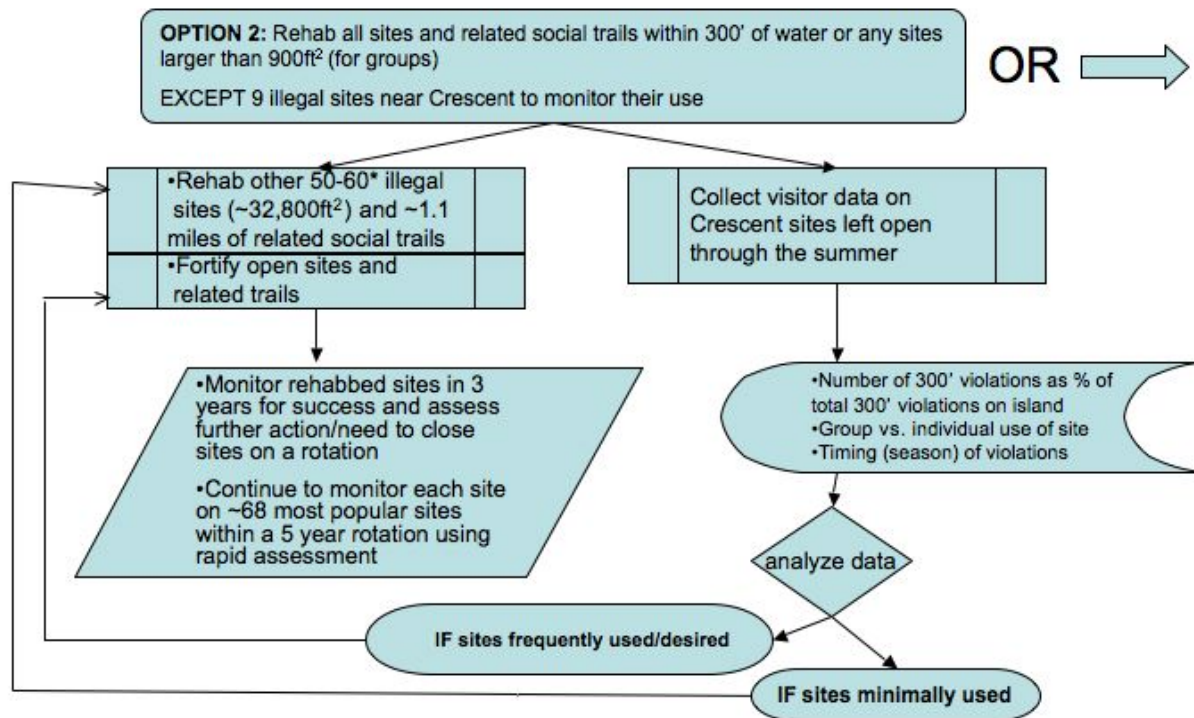 OPTION 2: Rehab all sites and related social trails within 300' of water or any sites
larger than 900ft² (for groups)
EXCEPT 9 illegal sites near Crescent to monitor their use
OR
•Rehab other 50-60* illegal
sites (~32,800ft²) and ~1.1
miles of related social trails
•Fortify open sites and
related trails
Collect visitor data on
Crescent sites left open
through the summer
•Monitor rehabbed sites in 3
years for success and assess
further action/need to close
sites on a rotation
•Continue to monitor each site
on ~68 most popular sites
within a 5 year rotation using
rapid assessment
•Number of 300' violations as % of
total 300' violations on island
•Group vs. individual use of site
•Timing (season) of violations
analyze data
IF sites frequently used/desired
IF sites minimally used